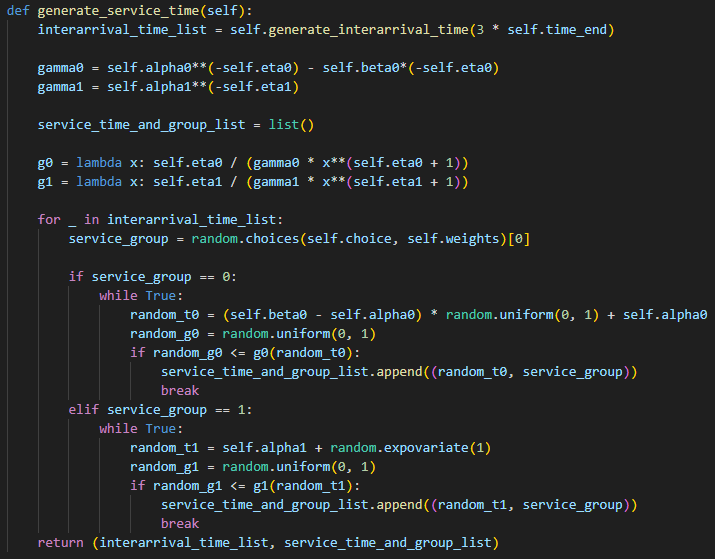 def generate_service_time(self):
    interarrival_time_list = self.generate_interarrival_time(3 * self.time_end)

    gamma0 = self.alpha0**(-self.eta0) - self.beta0*(-self.eta0)
    gamma1 = self.alpha1**(-self.eta1)

    service_time_and_group_list = list()

    g0 = lambda x: self.eta0 / (gamma0 * x**(self.eta0 + 1))
    g1 = lambda x: self.eta1 / (gamma1 * x**(self.eta1 + 1))

    for _ in interarrival_time_list:
        service_group = random.choices(self.choice, self.weights)[0]

        if service_group == 0:
            while True:
                random_t0 = (self.beta0 - self.alpha0) * random.uniform(0, 1) + self.alpha0
                random_g0 = random.uniform(0, 1)
                if random_g0 <= g0(random_t0):
                    service_time_and_group_list.append((random_t0, service_group))
                    break
        elif service_group == 1:
            while True:
                random_t1 = self.alpha1 + random.expovariate(1)
                random_g1 = random.uniform(0, 1)
                if random_g1 <= g1(random_t1):
                    service_time_and_group_list.append((random_t1, service_group))
                    break
    return (interarrival_time_list, service_time_and_group_list)